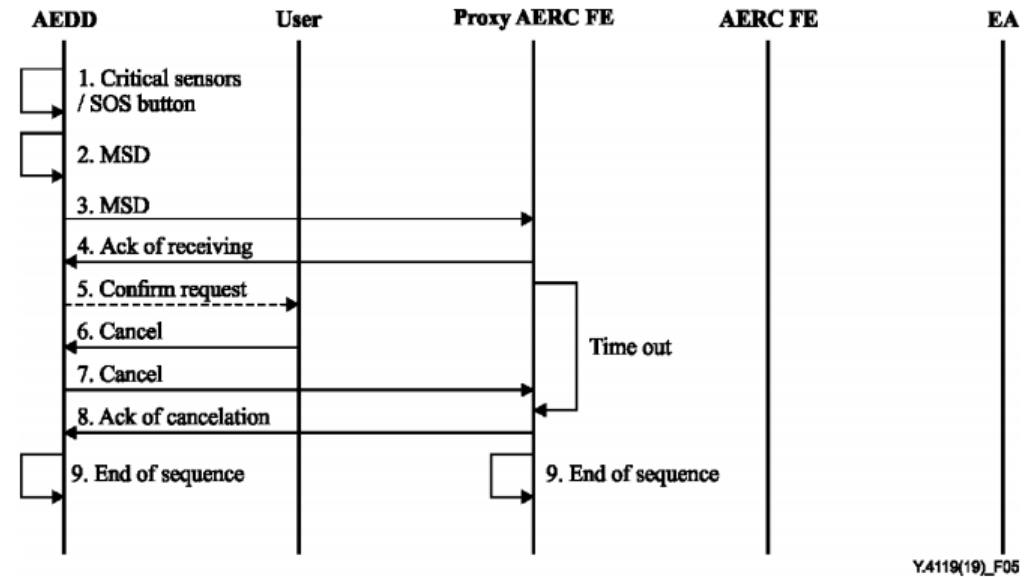 AEDD User Proxy AERC FE AERC FE EA
1. Critical sensors
/ SOS button
2. MSD
3. MSD
4. Ack of receiving
5. Confirm request
6. Cancel
Time out
7. Cancel
8. Ack of cancelation
9. End of sequence 9. End of sequence
Y.4119(19)_F05